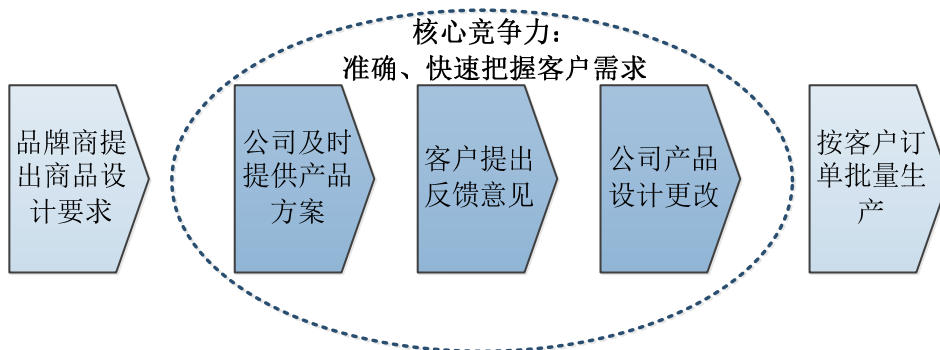 核心竞争力：
准确、快速把握客户需求
品牌商提
出商品设
计要求
公司及时
提供产品
方案
客户提出
反馈意见
公司产品
设计更改
按客户订
单批量生
产